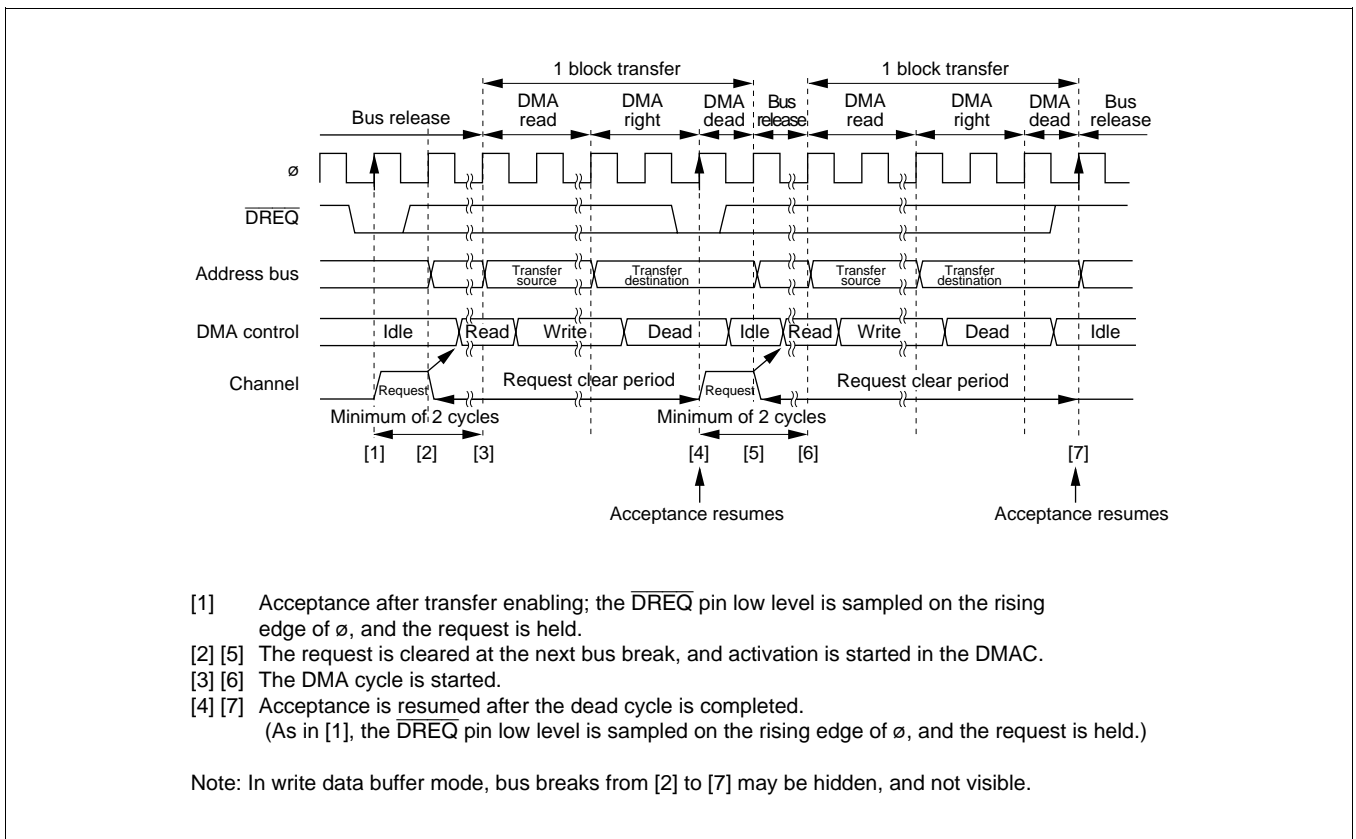 1 block transfer 1 block transfer
Bus release DMA read DMA right DMA dead Bus release DMA read DMA right DMA dead Bus release
ø
DREQ
Address bus Transfer source Transfer destination Transfer source Transfer destination
DMA control Idle Read Write Dead Idle Read Write Dead Idle
Channel Request Request clear period Request Request clear period
Minimum of 2 cycles Minimum of 2 cycles
[1] [2] [3] [4] [5] [6] [7]
Acceptance resumes Acceptance resumes
[1] Acceptance after transfer enabling; the DREQ pin low level is sampled on the rising
edge of ø, and the request is held.
[2] [5] The request is cleared at the next bus break, and activation is started in the DMAC.
[3] [6] The DMA cycle is started.
[4] [7] Acceptance is resumed after the dead cycle is completed.
(As in [1], the DREQ pin low level is sampled on the rising edge of ø, and the request is held.)
Note: In write data buffer mode, bus breaks from [2] to [7] may be hidden, and not visible.